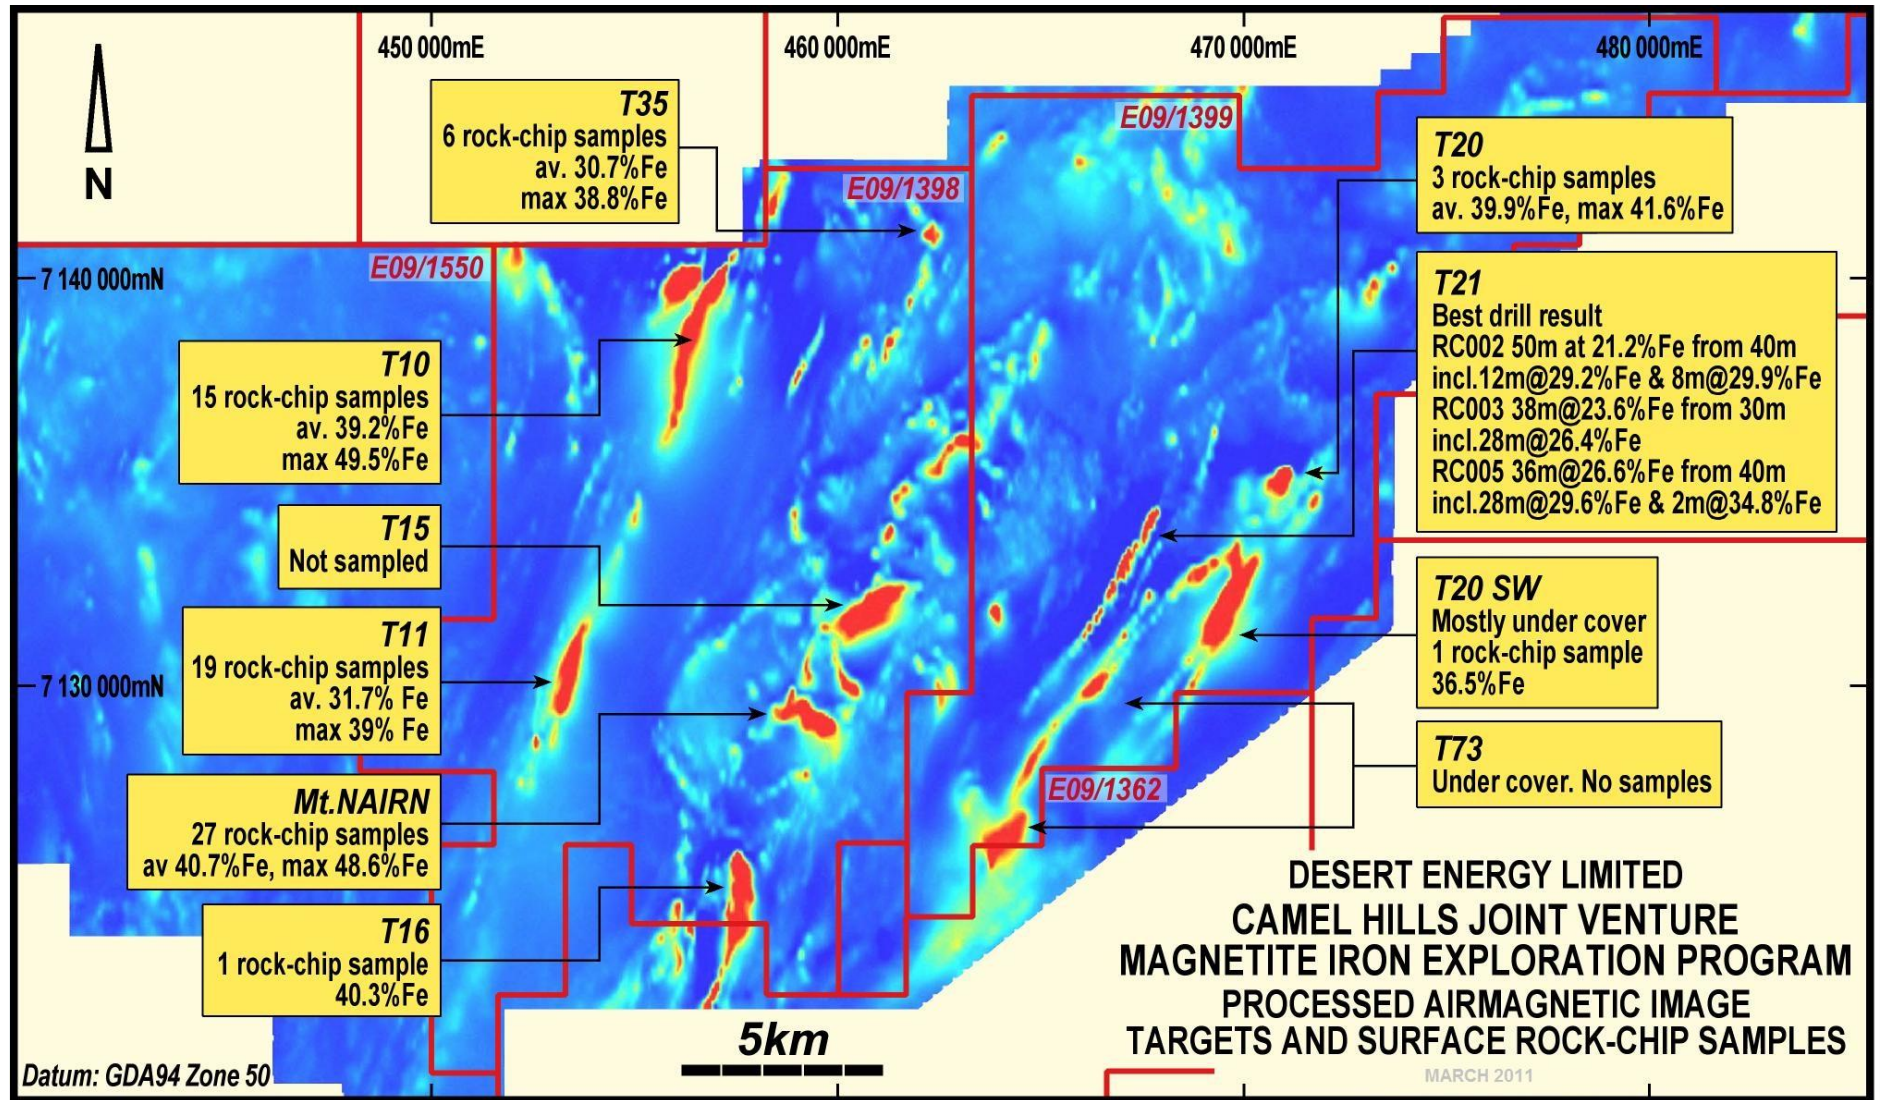 450 000mE
460 000mE
470 000mE
480 000mE
N
T35
6 rock-chip samples
av. 30.7%Fe
max 38.8%Fe
E09/1399
E09/1398
E09/1550
7 140 000mN
T10
15 rock-chip samples
av. 39.2%Fe
max 49.5%Fe
T15
Not sampled
T11
19 rock-chip samples
av. 31.7% Fe
max 39% Fe
7 130 000mN
Mt.NAIRN
27 rock-chip samples
av 40.7%Fe, max 48.6%Fe
T16
1 rock-chip sample
40.3%Fe
T20
3 rock-chip samples
av. 39.9%Fe, max 41.6%Fe
T21
Best drill result
RC002 50m at 21.2%Fe from 40m
incl.12m@29.2%Fe & 8m@29.9%Fe
RC003 38m@23.6%Fe from 30m
incl.28m@26.4%Fe
RC005 36m@26.6%Fe from 40m
incl.28m@29.6%Fe & 2m@34.8%Fe
T20 SW
Mostly under cover
1 rock-chip sample
36.5%Fe
T73
Under cover. No samples
E09/1362
DESERT ENERGY LIMITED
CAMEL HILLS JOINT VENTURE
MAGNETITE IRON EXPLORATION PROGRAM
PROCESSED AIRMAGNETIC IMAGE
TARGETS AND SURFACE ROCK-CHIP SAMPLES
MARCH 2011
5km
Datum: GDA94 Zone 50